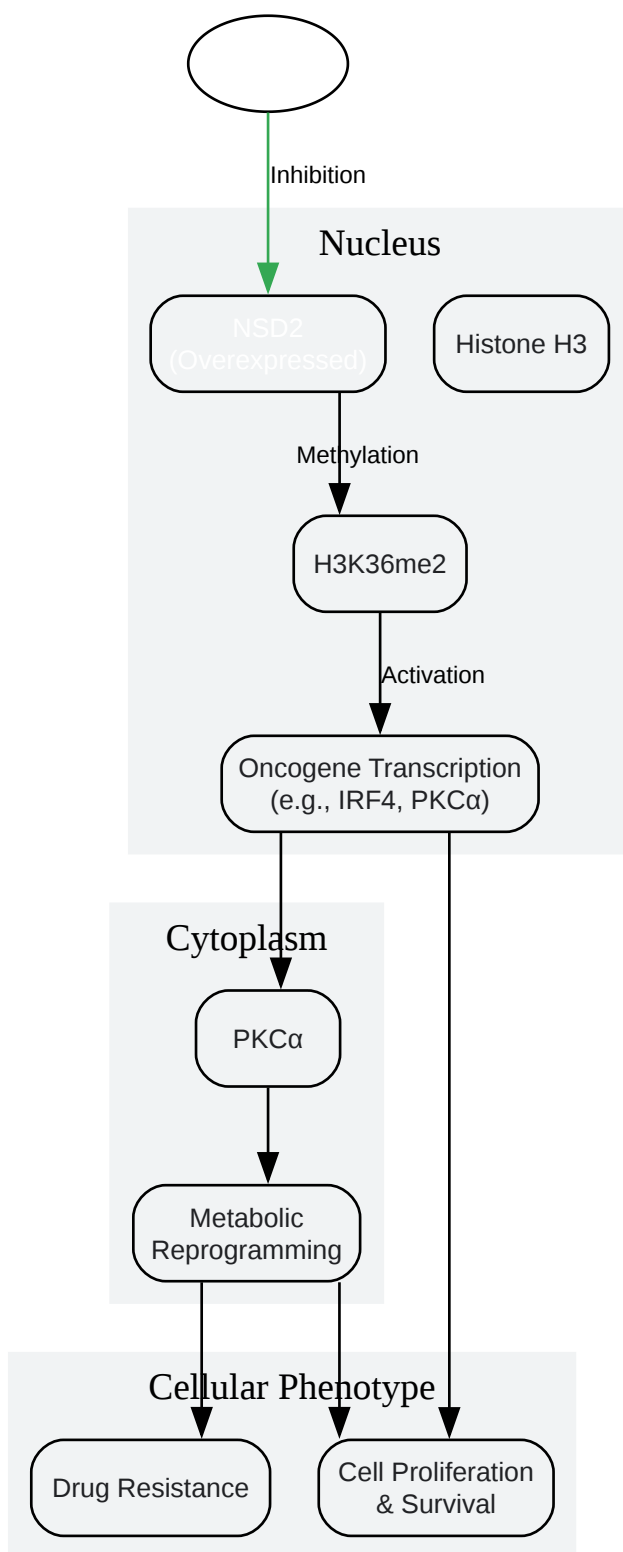 Inhibition
Nucleus
NSD2
(Overexpressed)
Histone H3
Methylation
H3K36me2
Activation
Oncogene Transcription
(e.g., IRF4, PKCα)
Cytoplasm
PKCα
Metabolic
Reprogramming
Cellular Phenotype
Drug Resistance
Cell Proliferation
& Survival